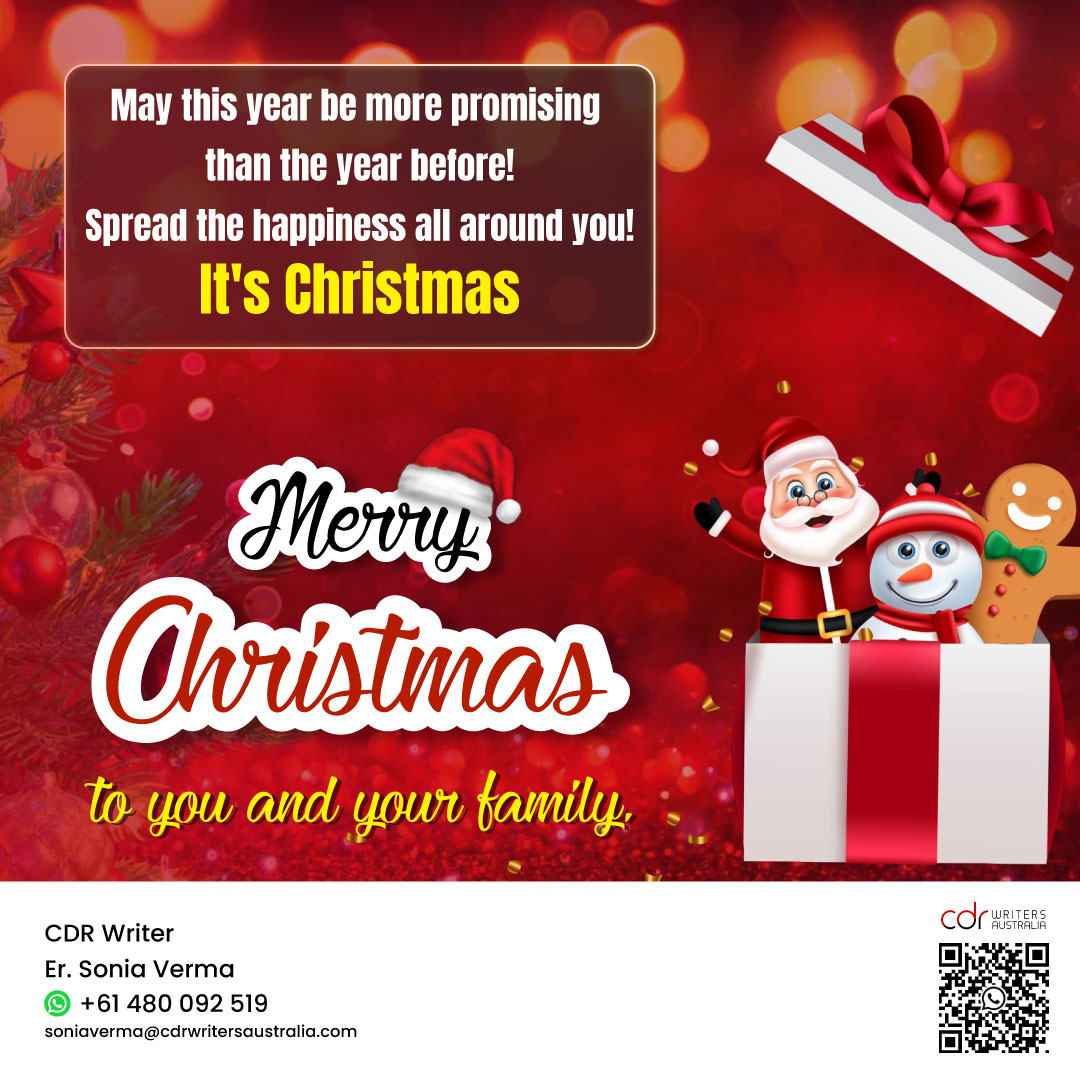 May this year be more promising
than the year before!
Spread the happiness all around you!
It's Christmas
Merry
Christmas
to you and your family.
CDR Writer
Er. Sonia Verma
+61 480 092 519
soniaverma@cdrwritersaustralia.com
cdr WRITERS
AUSTRALIA